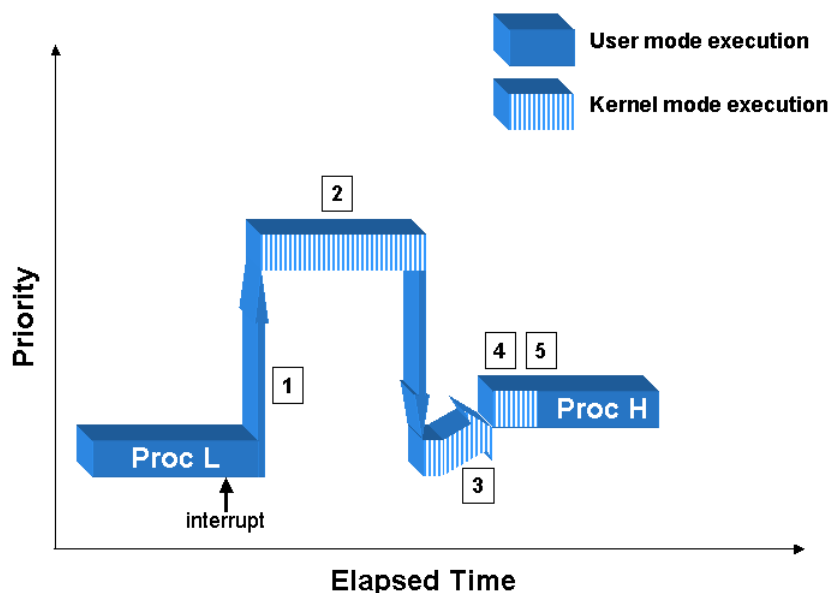 User mode execution
Kernel mode execution
2
4 5
1
Proc H
Proc L
3
interrupt
Priority
Elapsed Time